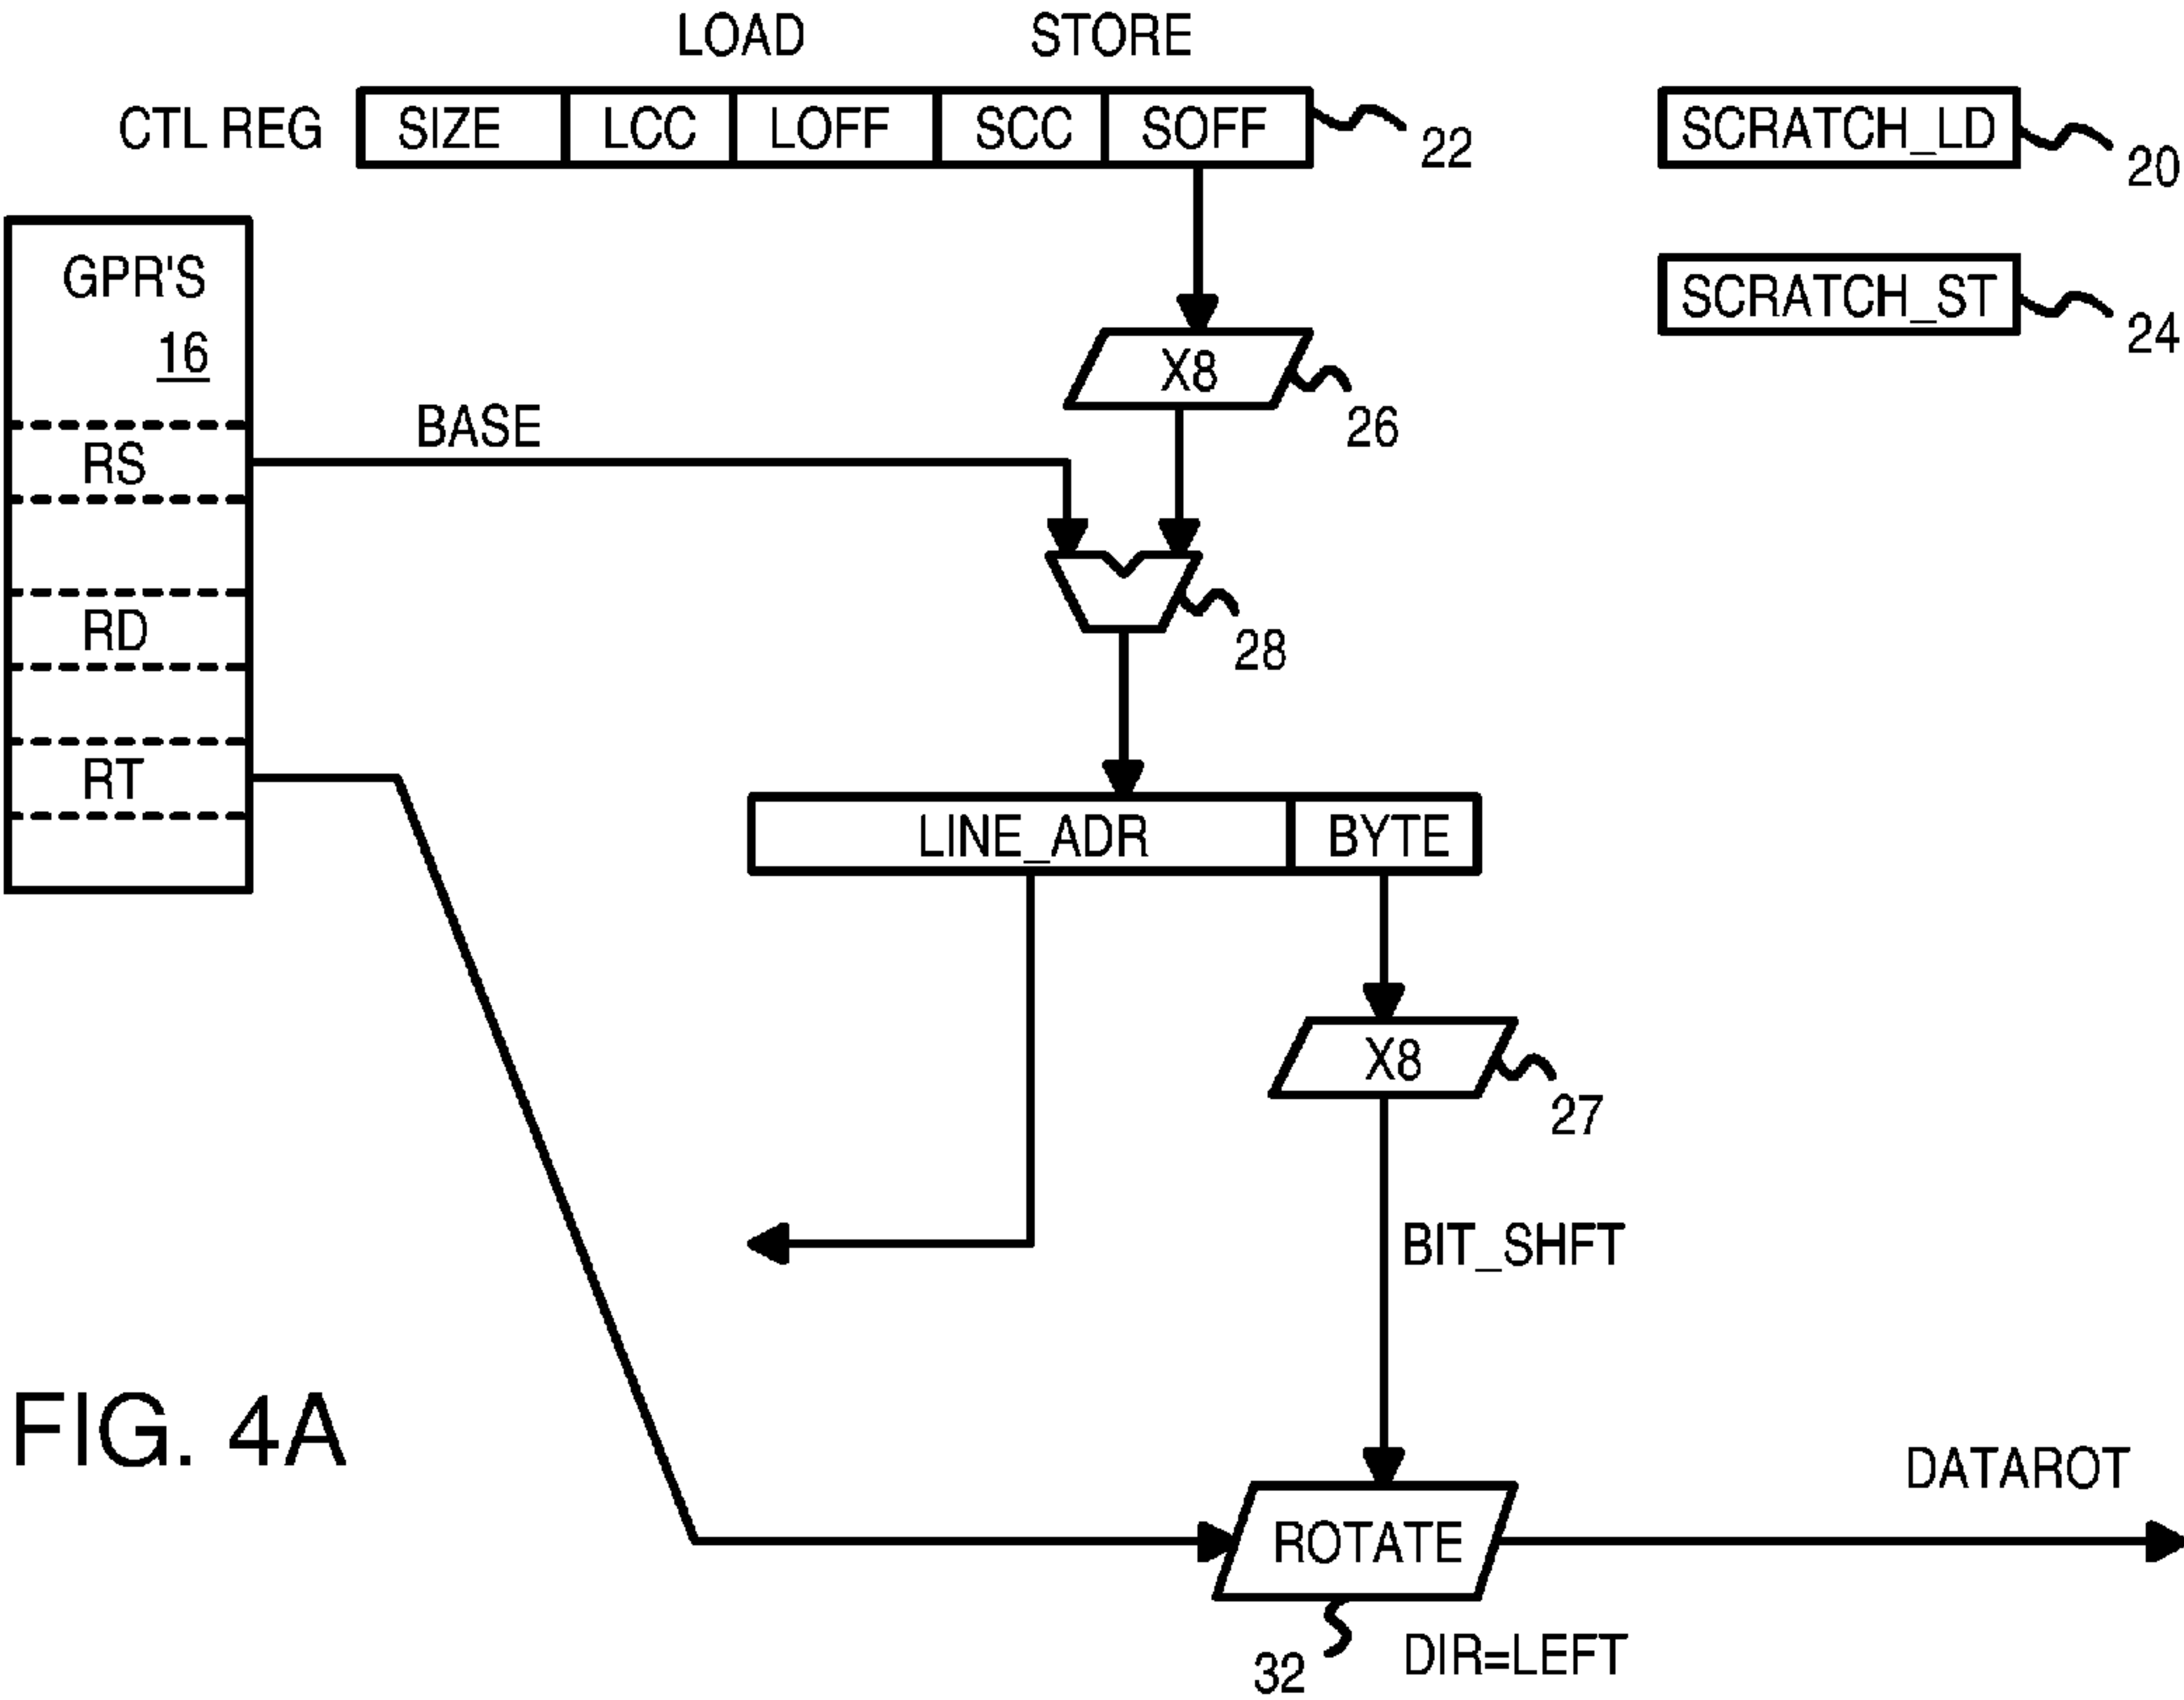 LOAD STORE
CTL REG SIZE LCC LOFF SCC SOFF 22 SCRATCH_LD 20
GPR'S
16
SCRATCH_ST 24
X8 26
BASE
RS
28
RD
RT
LINE_ADR BYTE
X8 27
BIT_SHFT
FIG. 4A
DATAROT
ROTATE
32 DIR=LEFT